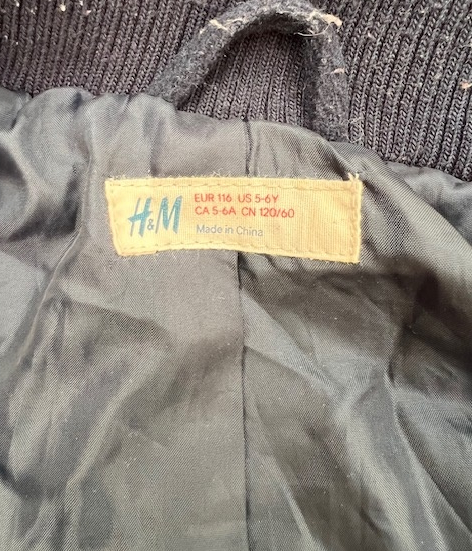 H&M
EUR 116 US 5-6Y
CA 5-6A CN 120/60
Made in China